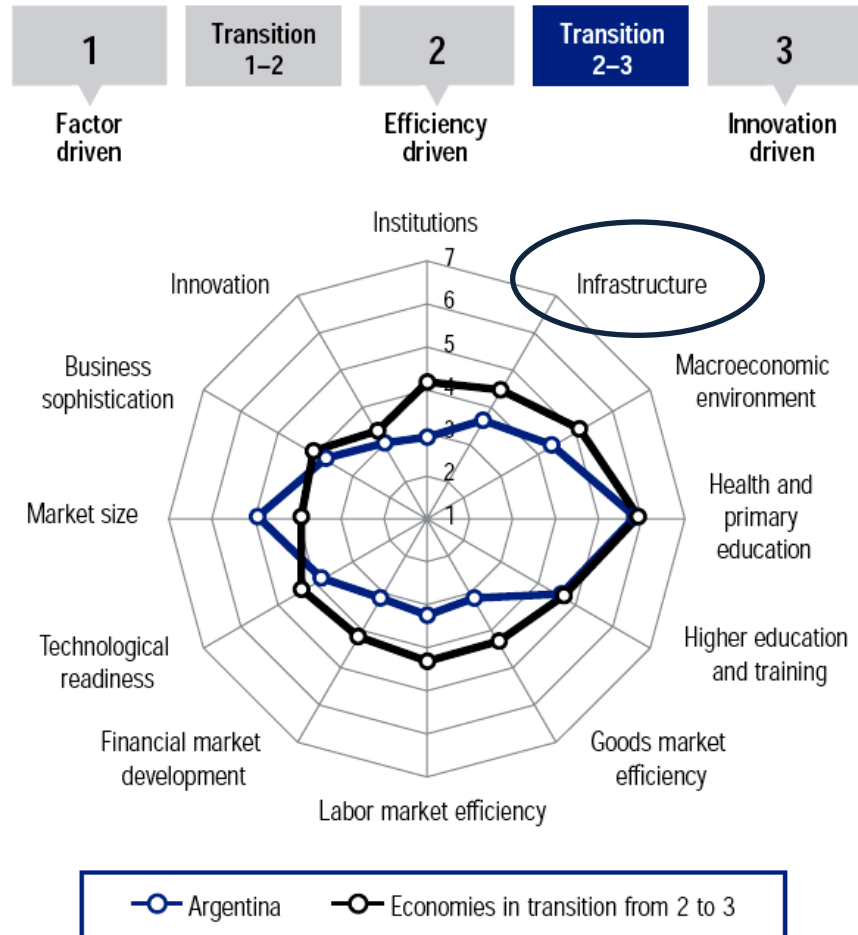 1
Transition
1–2
2
Transition
2–3
3
Factor
driven
Efficiency
driven
Innovation
driven
Institutions
Infrastructure
Macroeconomic
environment
Health and
primary
education
Higher education
and training
Goods market
efficiency
Labor market efficiency
Financial market
development
Technological
readiness
Market size
Business
sophistication
Innovation
7
6
5
4
3
2
1
Argentina
Economies in transition from 2 to 3